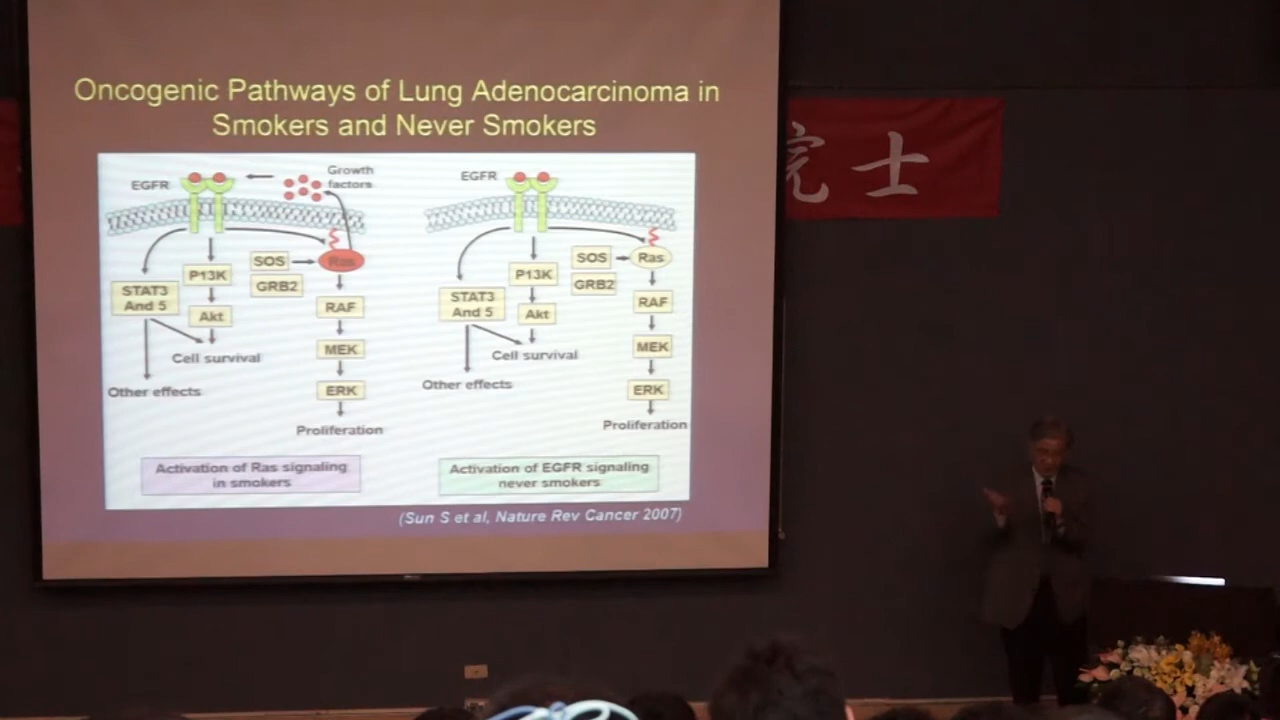 Oncogenic Pathways of Lung Adenocarcinoma in
Smokers and Never Smokers
EGFR
Growth
factors
SOS
Ras
P13K
GRB2
STAT3
And 5
Akt
RAF
Cell survival
MEK
Other effects
ERK
Proliferation
Activation of Ras signaling
in smokers
EGFR
SOS
Ras
P13K
GRB2
STAT3
And 5
Akt
RAF
Cell survival
MEK
Other effects
ERK
Proliferation
Activation of EGFR signaling
never smokers
(Sun S et al, Nature Rev Cancer 2007)
院士